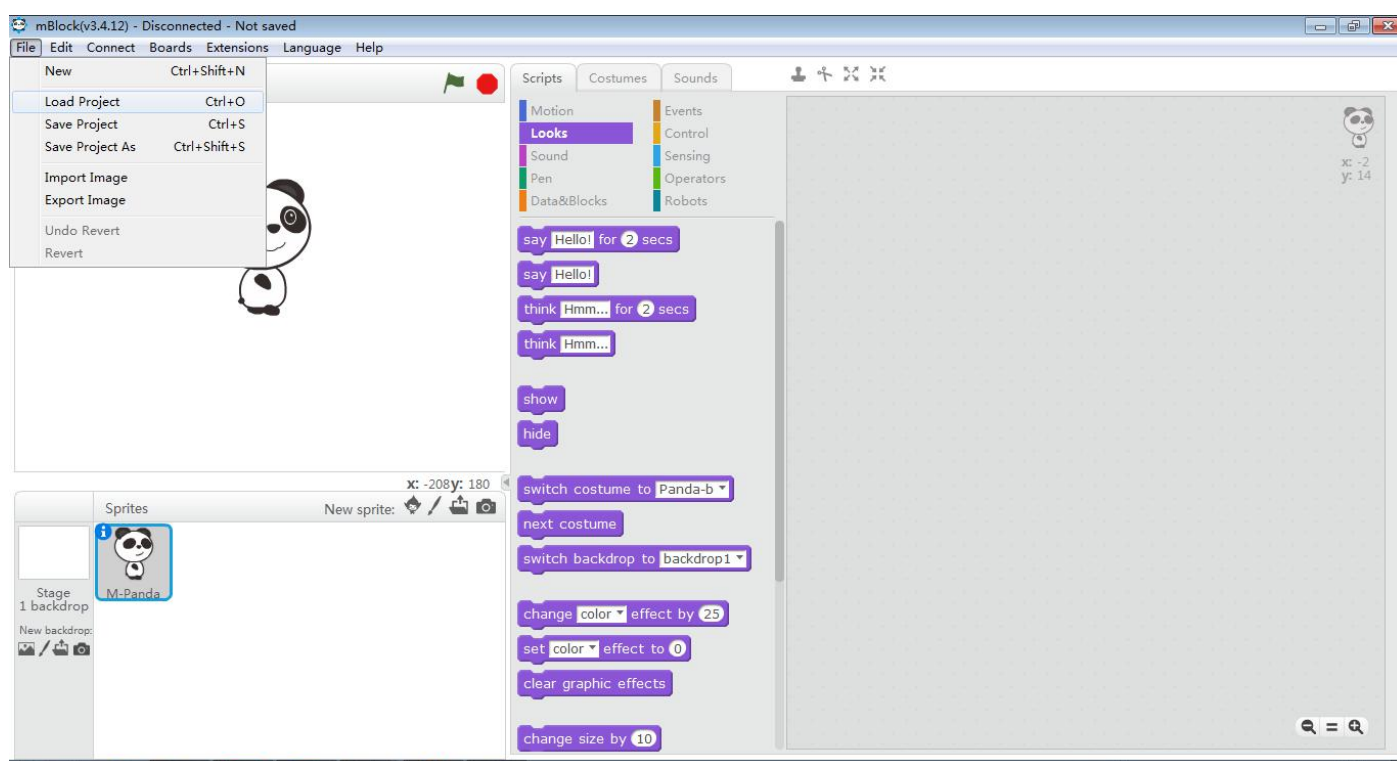 mBlock(v3.4.12) - Disconnected - Not saved
File Edit Connect Boards Extensions Language Help
New Ctrl+Shift+N
Load Project Ctrl+O
Save Project Ctrl+S
Save Project As Ctrl+Shift+S
Import Image
Export Image
Undo Revert
Revert
x: -208 y: 180
Sprites New sprite:
Stage
1 backdrop
New backdrop:
M-Panda
Scripts Costumes Sounds
Motion Events
Looks Control
Sound Sensing
Pen Operators
Data&Blocks Robots
say Hello! for 2 secs
say Hello!
think Hmm... for 2 secs
think Hmm...
show
hide
switch costume to Panda-b
next costume
switch backdrop to backdrop1
change color effect by 25
set color effect to 0
clear graphic effects
change size by 10
x: -2
y: 14